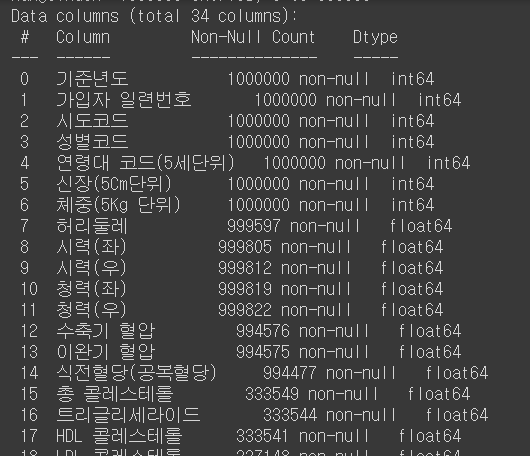 Data columns (total 34 columns):
# Column Non-Null Count Dtype
--- ------ -------------- -----
0 기준년도 1000000 non-null int64
1 가입자 일련번호 1000000 non-null int64
2 시도코드 1000000 non-null int64
3 성별코드 1000000 non-null int64
4 연령대 코드(5세단위) 1000000 non-null int64
5 신장(5Cm단위) 1000000 non-null int64
6 체중(5Kg 단위) 1000000 non-null int64
7 허리둘레 999597 non-null float64
8 시력(좌) 999805 non-null float64
9 시력(우) 999812 non-null float64
10 청력(좌) 999819 non-null float64
11 청력(우) 999822 non-null float64
12 수축기 혈압 994576 non-null float64
13 이완기 혈압 994575 non-null float64
14 식전혈당(공복혈당) 994477 non-null float64
15 총 콜레스테롤 333549 non-null float64
16 트리글리세라이드 333544 non-null float64
17 HDL 콜레스테롤 333541 non-null float64